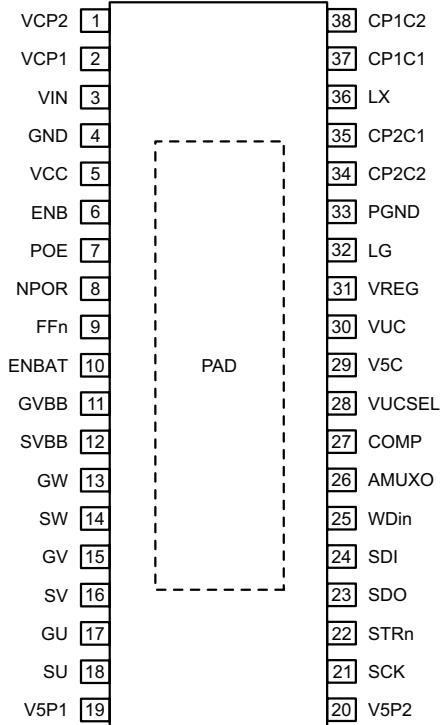 VCP2 1 38 CP1C2
VCP1 2 37 CP1C1
VIN 3 36 LX
GND 4 35 CP2C1
VCC 5 34 CP2C2
ENB 6 33 PGND
POE 7 32 LG
NPOR 8 31 VREG
FFn 9 30 VUC
ENBAT 10 PAD 29 V5C
GVBB 11 28 VUCSEL
SVBB 12 27 COMP
GW 13 26 AMUXO
SW 14 25 WDin
GV 15 24 SDI
SV 16 23 SDO
GU 17 22 STRn
SU 18 21 SCK
V5P1 19 20 V5P2